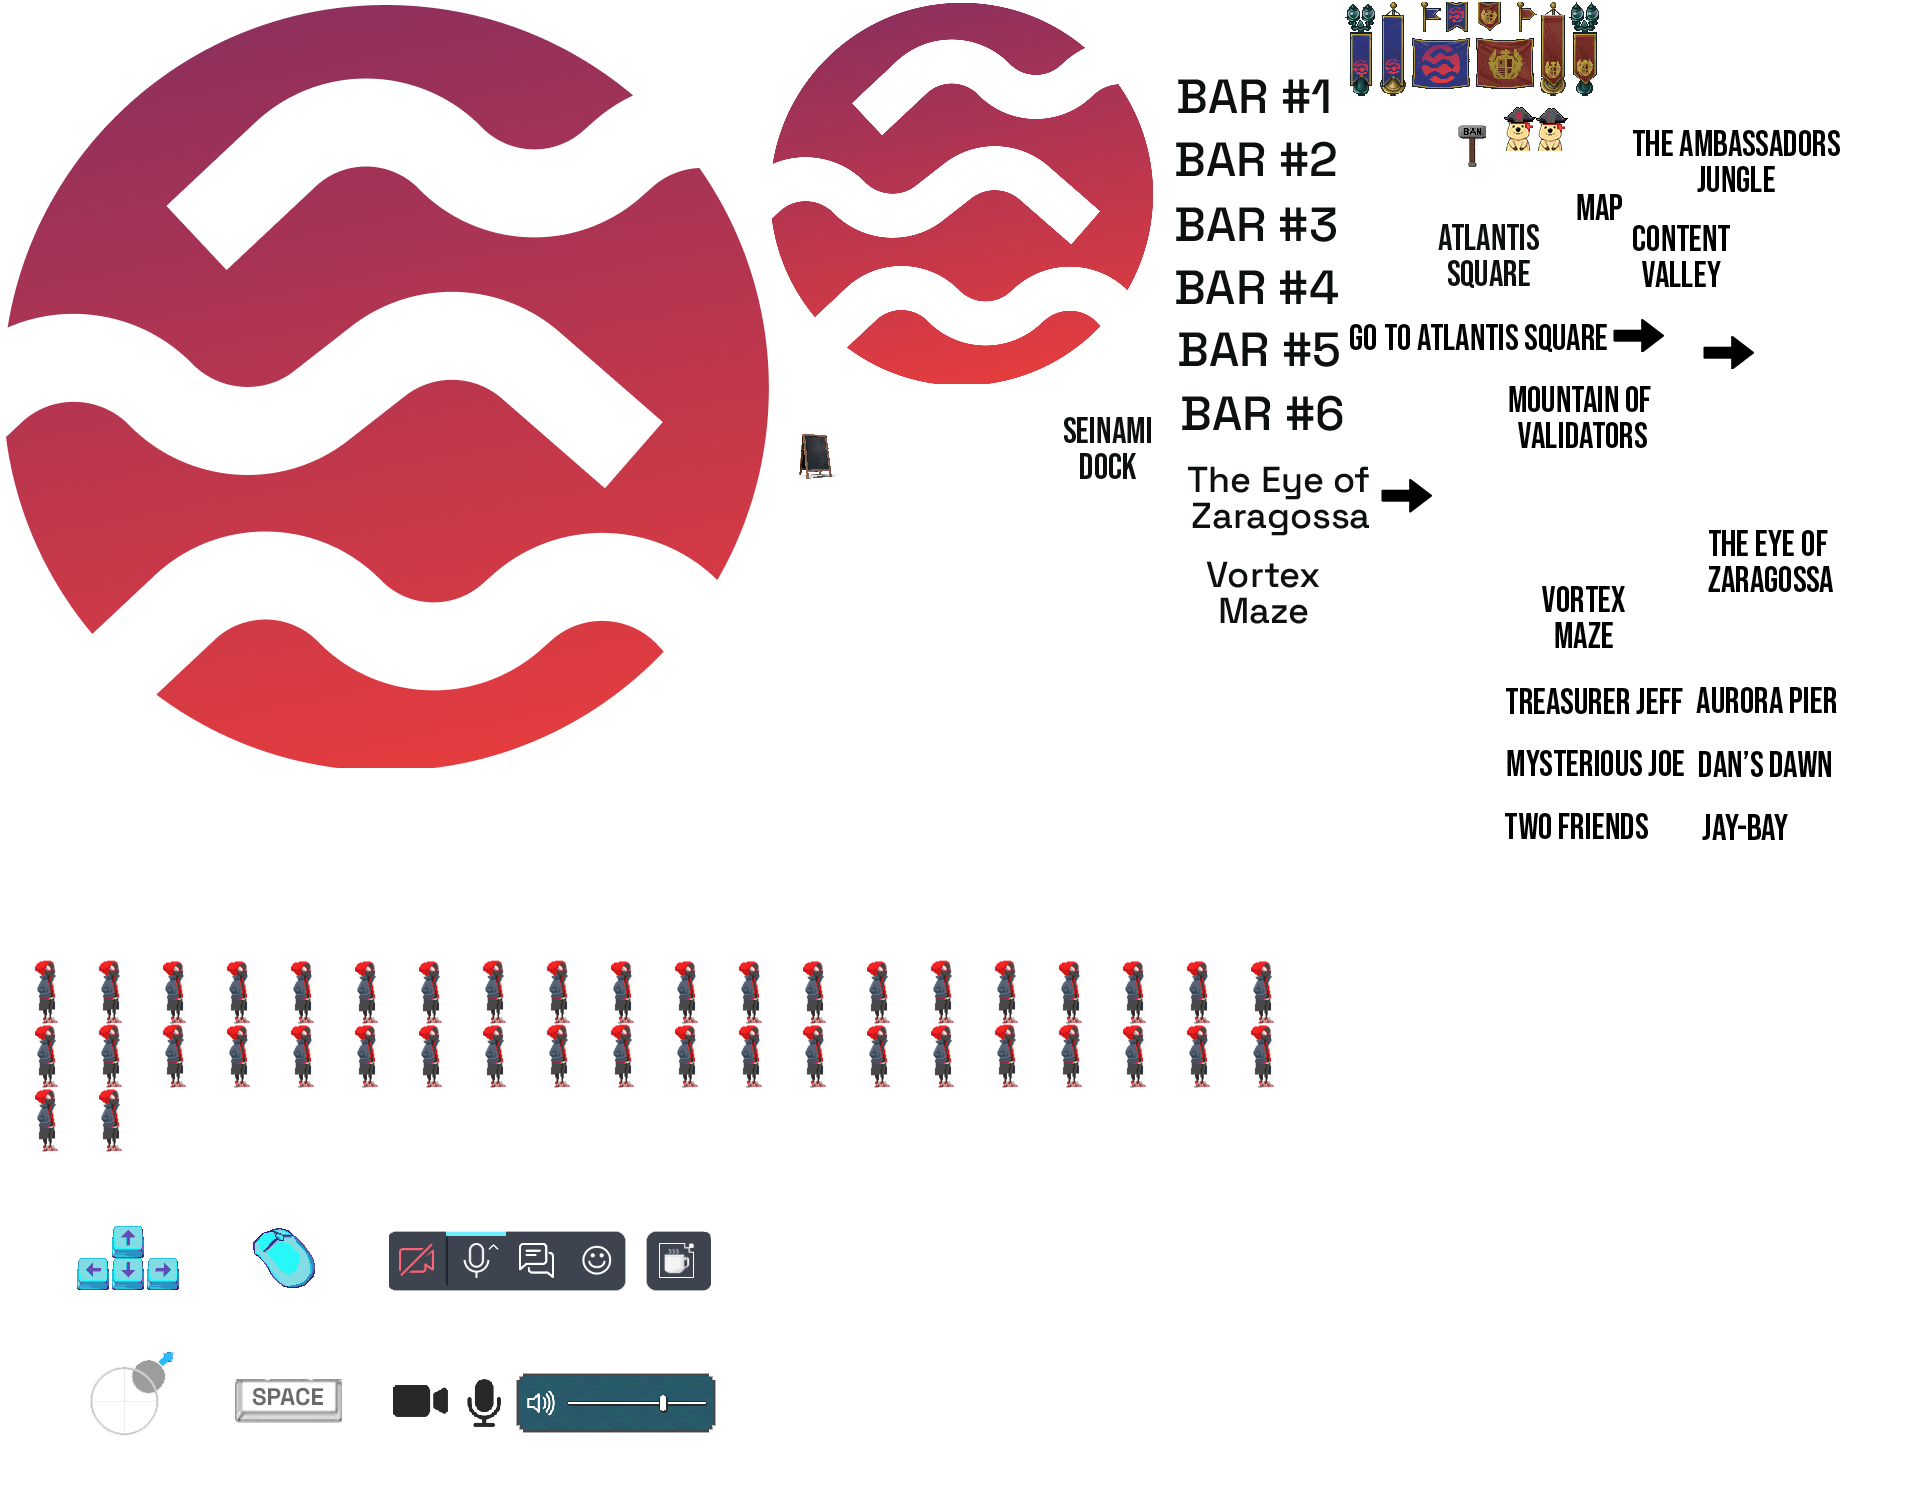 BAR #1
BAR #2
BAR #3
BAR #4
BAR #5
BAR #6
The Eye of
Zaragossa
Vortex
Maze
SEINAMI
DOCK
BAN
THE AMBASSADORS
JUNGLE
MAP
ATLANTIS
SQUARE
CONTENT
VALLEY
GO TO ATLANTIS SQUARE
MOUNTAIN OF
VALIDATORS
THE EYE OF
ZARAGOSSA
VORTEX
MAZE
TREASURER JEFF
AURORA PIER
MYSTERIOUS JOE
DAN’S DAWN
TWO FRIENDS
JAY-BAY
SPACE